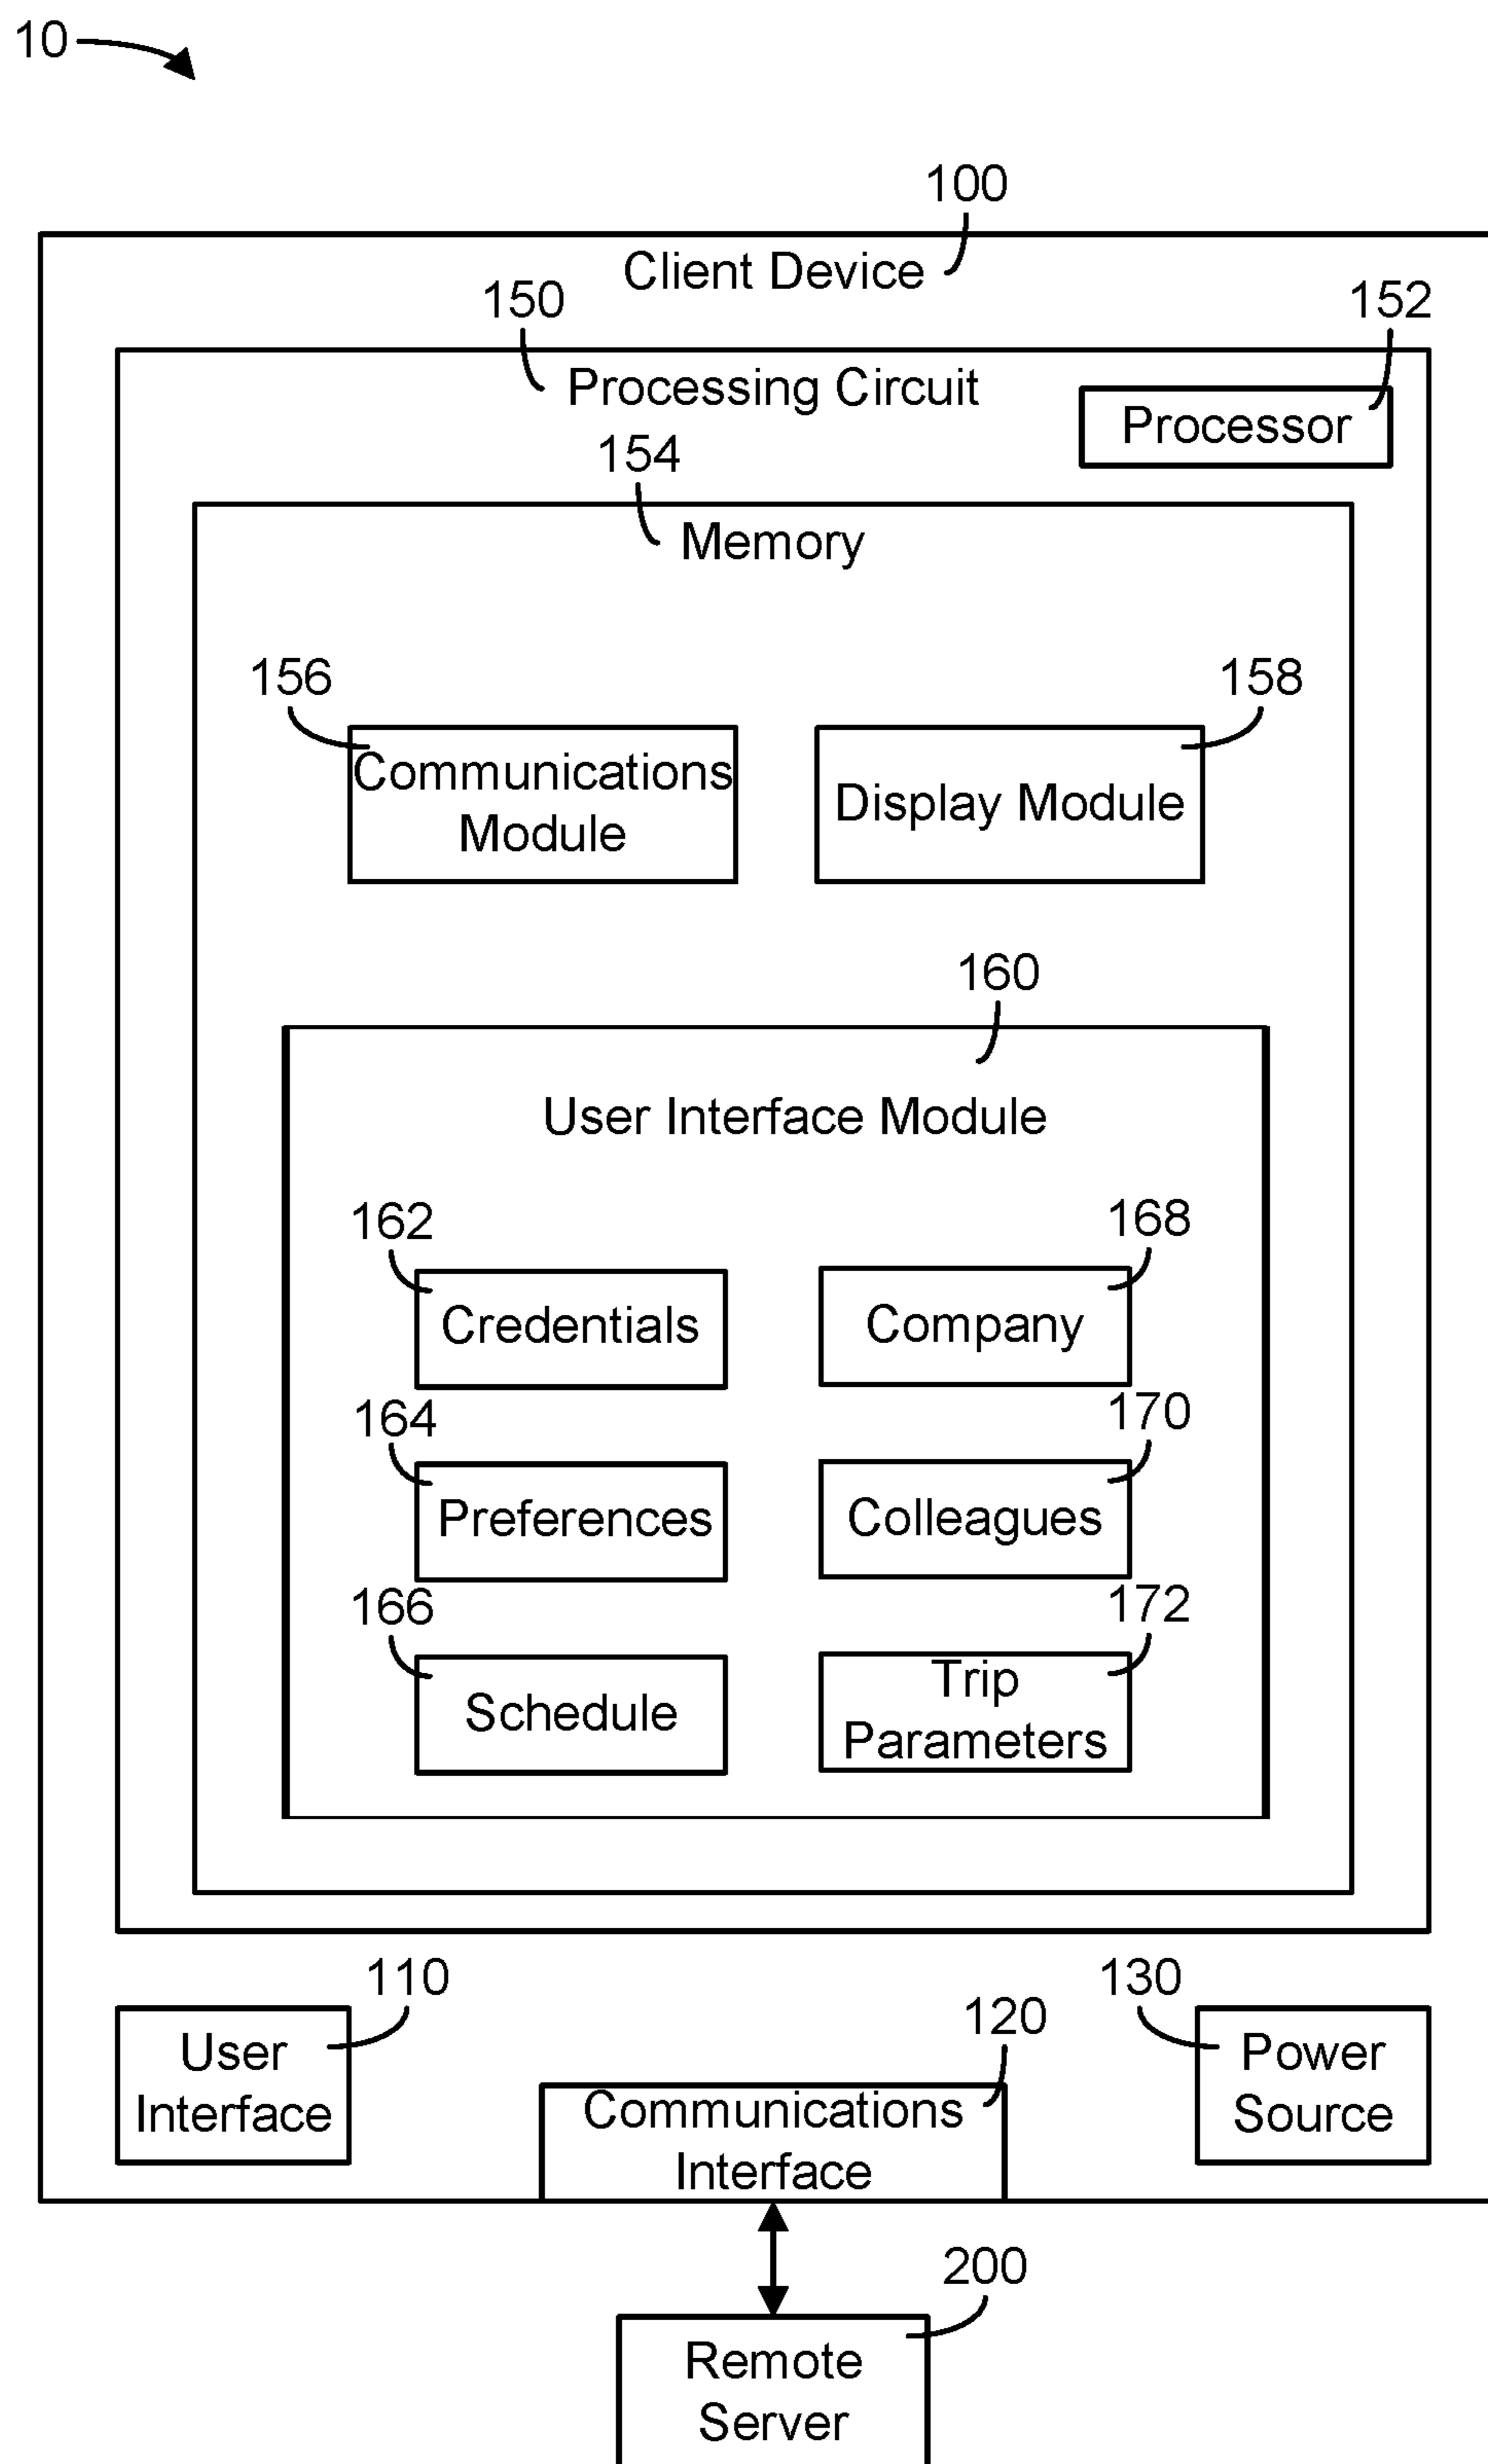 10
100
Client Device
150
152
Processing Circuit
Processor
154
Memory
156
158
Communications
Module
Display Module
160
User Interface Module
162
168
Credentials
Company
164
170
Preferences
Colleagues
166
172
Schedule
Trip
Parameters
110
130
120
User
Interface
Power
Source
Communications
Interface
200
Remote
Server